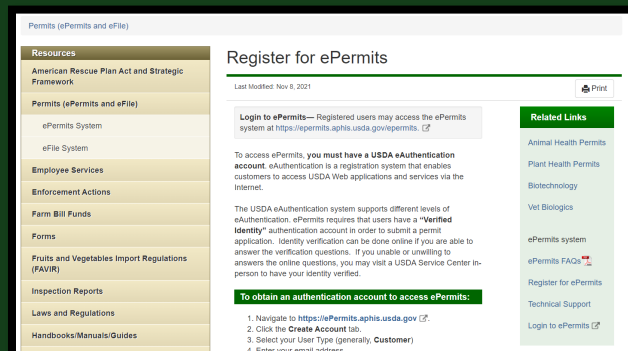 Permits (ePermits and eFile)
Resources
American Rescue Plan Act and Strategic
Framework
Permits (ePermits and eFile)
ePermits System
eFile System
Employee Services
Enforcement Actions
Farm Bill Funds
Forms
Fruits and Vegetables Import Regulations
(FAVIR)
Inspection Reports
Laws and Regulations
Handbooks/Manuals/Guides
Register for ePermits
Last Modified: Nov 8, 2021
Print
Login to ePermits— Registered users may access the ePermits
system at https://epermits.aphis.usda.gov/epermits.
To access ePermits, you must have a USDA eAuthentication
account. eAuthentication is a registration system that enables
customers to access USDA Web applications and services via the
Internet.
The USDA eAuthentication system supports different levels of
eAuthentication. ePermits requires that users have a “Verified
Identity” authentication account in order to submit a permit
application.  Identity verification can be done online if you are able to
answer the verification questions.  If you unable or unwilling to
answers the online questions, you may visit a USDA Service Center in-
person to have your identity verified.
To obtain an authentication account to access ePermits:
1. Navigate to https://ePermits.aphis.usda.gov .
2. Click the Create Account tab.
3. Select your User Type (generally, Customer)
4. Enter your email address
Related Links
Animal Health Permits
Plant Health Permits
Biotechnology
Vet Biologics
ePermits system
ePermits FAQs
Register for ePermits
Technical Support
Login to ePermits